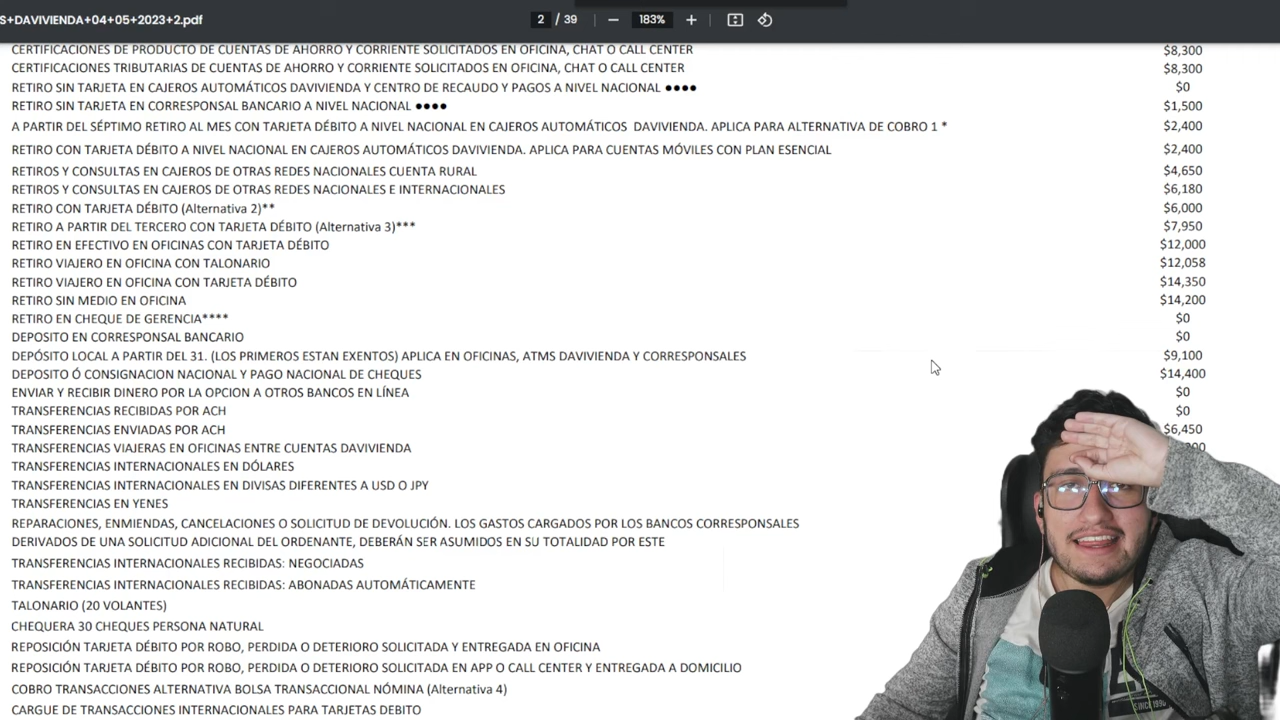 S+DAVIVIENDA+04+05+2023+2.pdf 2 / 39 183%
CERTIFICACIONES DE PRODUCTO DE CUENTAS DE AHORRO Y CORRIENTE SOLICITADOS EN OFICINA, CHAT O CALL CENTER $8,300
CERTIFICACIONES TRIBUTARIAS DE CUENTAS DE AHORRO Y CORRIENTE SOLICITADOS EN OFICINA, CHAT O CALL CENTER $8,300
RETIRO SIN TARJETA EN CAJEROS AUTOMÁTICOS DAVIVIENDA Y CENTRO DE RECAUDO Y PAGOS A NIVEL NACIONAL ●●●● $0
RETIRO SIN TARJETA EN CORRESPONSAL BANCARIO A NIVEL NACIONAL ●●●● $1,500
A PARTIR DEL SÉPTIMO RETIRO AL MES CON TARJETA DÉBITO A NIVEL NACIONAL EN CAJEROS AUTOMÁTICOS DAVIVIENDA. APLICA PARA ALTERNATIVA DE COBRO 1 * $2,400
RETIRO CON TARJETA DÉBITO A NIVEL NACIONAL EN CAJEROS AUTOMÁTICOS DAVIVIENDA. APLICA PARA CUENTAS MÓVILES CON PLAN ESENCIAL $2,400
RETIROS Y CONSULTAS EN CAJEROS DE OTRAS REDES NACIONALES CUENTA RURAL $4,650
RETIROS Y CONSULTAS EN CAJEROS DE OTRAS REDES NACIONALES E INTERNACIONALES $6,180
RETIRO CON TARJETA DÉBITO (Alternativa 2)** $6,000
RETIRO A PARTIR DEL TERCERO CON TARJETA DÉBITO (Alternativa 3)*** $7,950
RETIRO EN EFECTIVO EN OFICINAS CON TARJETA DÉBITO $12,000
RETIRO VIAJERO EN OFICINA CON TALONARIO $12,058
RETIRO VIAJERO EN OFICINA CON TARJETA DÉBITO $14,350
RETIRO SIN MEDIO EN OFICINA $14,200
RETIRO EN CHEQUE DE GERENCIA**** $0
DEPOSITO EN CORRESPONSAL BANCARIO $0
DEPÓSITO LOCAL A PARTIR DEL 31. (LOS PRIMEROS ESTAN EXENTOS) APLICA EN OFICINAS, ATMS DAVIVIENDA Y CORRESPONSALES $9,100
DEPOSITO Ó CONSIGNACION NACIONAL Y PAGO NACIONAL DE CHEQUES $14,400
ENVIAR Y RECIBIR DINERO POR LA OPCION A OTROS BANCOS EN LÍNEA $0
TRANSFERENCIAS RECIBIDAS POR ACH $0
TRANSFERENCIAS ENVIADAS POR ACH $6,450
TRANSFERENCIAS VIAJERAS EN OFICINAS ENTRE CUENTAS DAVIVIENDA
TRANSFERENCIAS INTERNACIONALES EN DÓLARES
TRANSFERENCIAS INTERNACIONALES EN DIVISAS DIFERENTES A USD O JPY
TRANSFERENCIAS EN YENES
REPARACIONES, ENMIENDAS, CANCELACIONES O SOLICITUD DE DEVOLUCIÓN. LOS GASTOS CARGADOS POR LOS BANCOS CORRESPONSALES
DERIVADOS DE UNA SOLICITUD ADICIONAL DEL ORDENANTE, DEBERÁN SER ASUMIDOS EN SU TOTALIDAD POR ESTE
TRANSFERENCIAS INTERNACIONALES RECIBIDAS: NEGOCIADAS
TRANSFERENCIAS INTERNACIONALES RECIBIDAS: ABONADAS AUTOMÁTICAMENTE
TALONARIO (20 VOLANTES)
CHEQUERA 30 CHEQUES PERSONA NATURAL
REPOSICIÓN TARJETA DÉBITO POR ROBO, PERDIDA O DETERIORO SOLICITADA Y ENTREGADA EN OFICINA
REPOSICIÓN TARJETA DÉBITO POR ROBO, PERDIDA O DETERIORO SOLICITADA EN APP O CALL CENTER Y ENTREGADA A DOMICILIO
COBRO TRANSACCIONES ALTERNATIVA BOLSA TRANSACCIONAL NÓMINA (Alternativa 4)
CARGUE DE TRANSACCIONES INTERNACIONALES PARA TARJETAS DEBITO